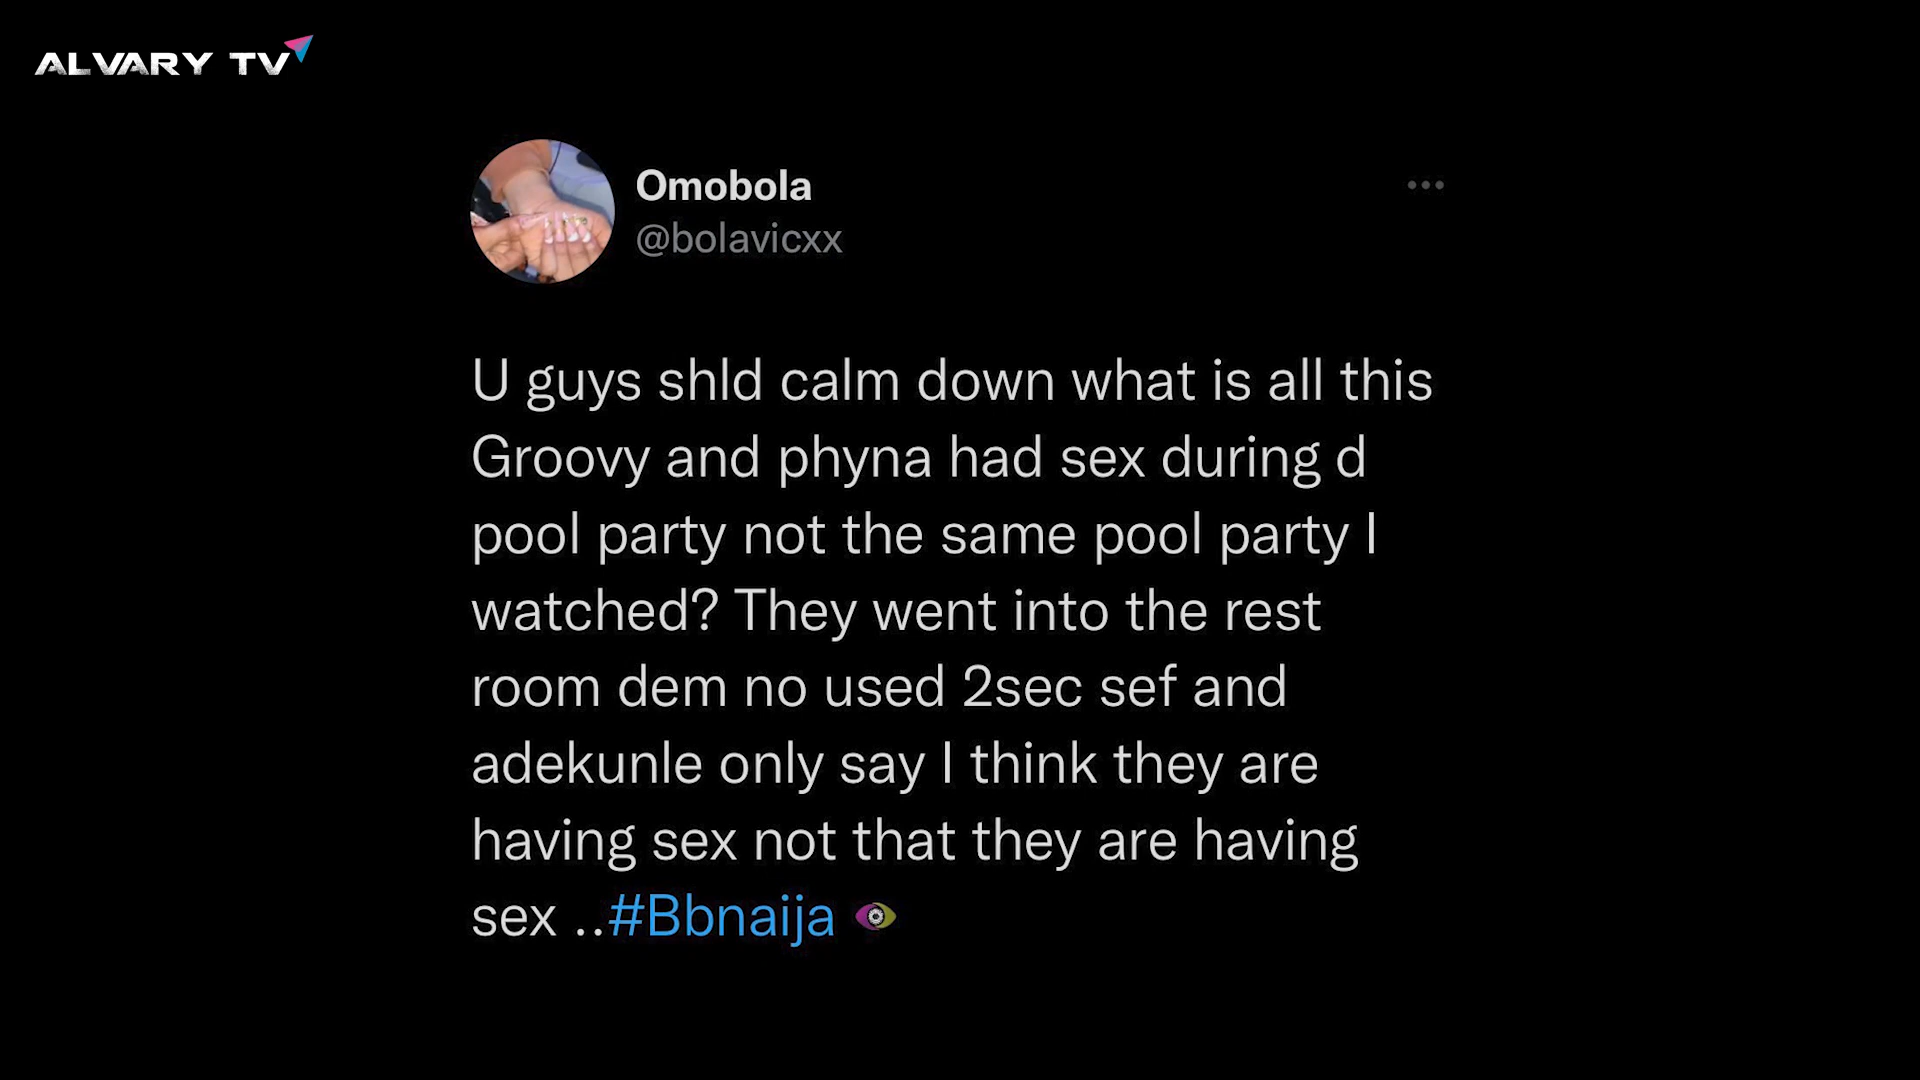 ALVARY TV
Omobola
@bolavicxx
U guys shld calm down what is all this
Groovy and phyna had sex during d
pool party not the same pool party I
watched? They went into the rest
room dem no used 2sec sef and
adekunle only say I think they are
having sex not that they are having
sex ..#Bbnaija